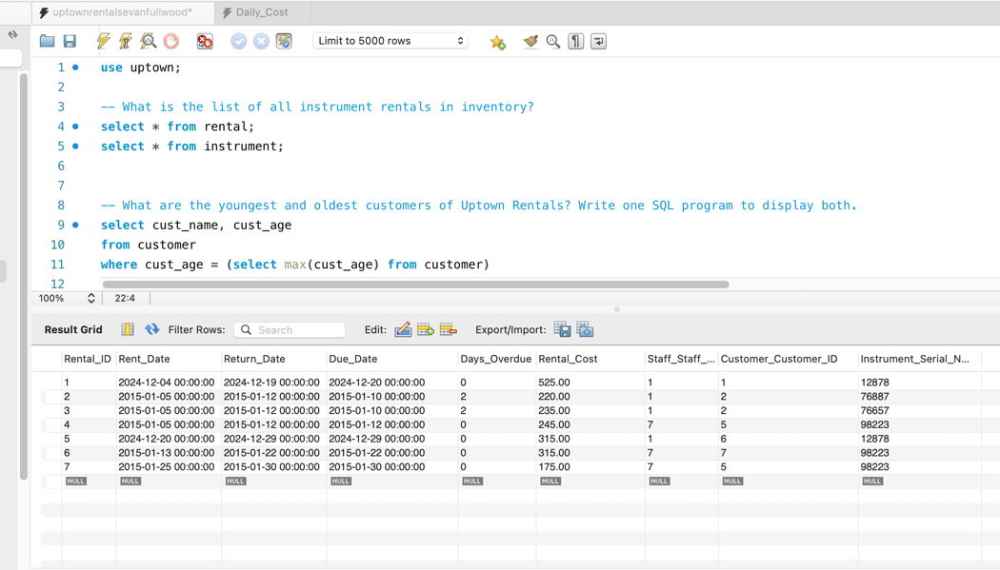 uptownrentalsevanfullwood* Daily_Cost
Limit to 5000 rows
1 use uptown;
2
3 -- What is the list of all instrument rentals in inventory?
4 select * from rental;
5 select * from instrument;
6
7
8 -- What are the youngest and oldest customers of Uptown Rentals? Write one SQL program to display both.
9 select cust_name, cust_age
10 from customer
11 where cust_age = (select max(cust_age) from customer)
12
100% 22:4
Result Grid Filter Rows: Search Edit: Export/Import:
Rental_ID Rent_Date Return_Date Due_Date Days_Overdue Rental_Cost Staff_Staff_... Customer_Customer_ID Instrument_Serial_N...
1 2024-12-04 00:00:00 2024-12-19 00:00:00 2024-12-20 00:00:00 0 525.00 1 1 12878
2 2015-01-05 00:00:00 2015-01-12 00:00:00 2015-01-10 00:00:00 2 220.00 1 2 76887
3 2015-01-05 00:00:00 2015-01-12 00:00:00 2015-01-10 00:00:00 2 235.00 1 2 76657
4 2015-01-05 00:00:00 2015-01-12 00:00:00 2015-01-12 00:00:00 0 245.00 7 5 98223
5 2024-12-20 00:00:00 2024-12-29 00:00:00 2024-12-29 00:00:00 0 315.00 1 6 12878
6 2015-01-13 00:00:00 2015-01-22 00:00:00 2015-01-22 00:00:00 0 315.00 7 7 98223
7 2015-01-25 00:00:00 2015-01-30 00:00:00 2015-01-30 00:00:00 0 175.00 7 5 98223
NULL NULL NULL NULL NULL NULL NULL NULL NULL